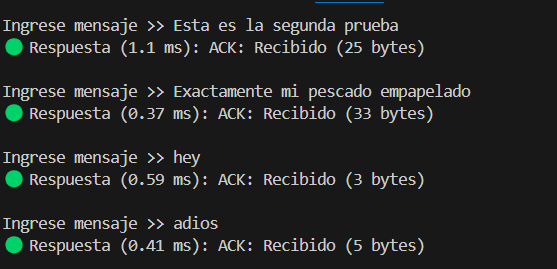 Ingrese mensaje >> Esta es la segunda prueba
Respuesta (1.1 ms): ACK: Recibido (25 bytes)
Ingrese mensaje >> Exactamente mi pescado empapelado
Respuesta (0.37 ms): ACK: Recibido (33 bytes)
Ingrese mensaje >> hey
Respuesta (0.59 ms): ACK: Recibido (3 bytes)
Ingrese mensaje >> adios
Respuesta (0.41 ms): ACK: Recibido (5 bytes)